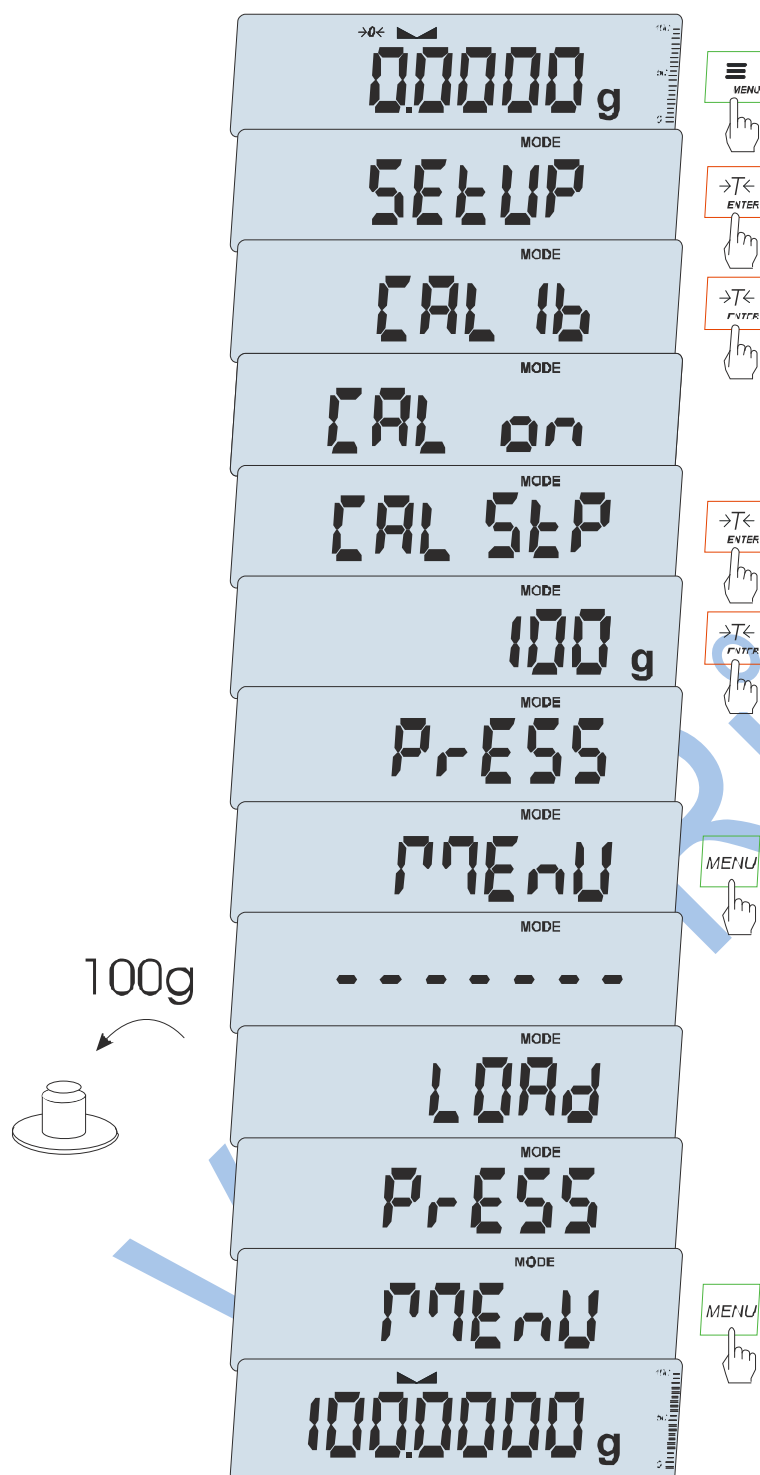 →0←
0.0000 g
MENU
MODE
SEtUP
→T←
ENTER
MODE
CAL Ib
→T←
ENTER
MODE
CAL on
MODE
CAL StP
→T←
ENTER
MODE
100 g
→T←
ENTER
MODE
PrESS
MODE
MEnU
MENU
MODE
- - - - - - -
100g
MODE
LOAd
MODE
PrESS
MODE
MEnU
MENU
100.0000 g